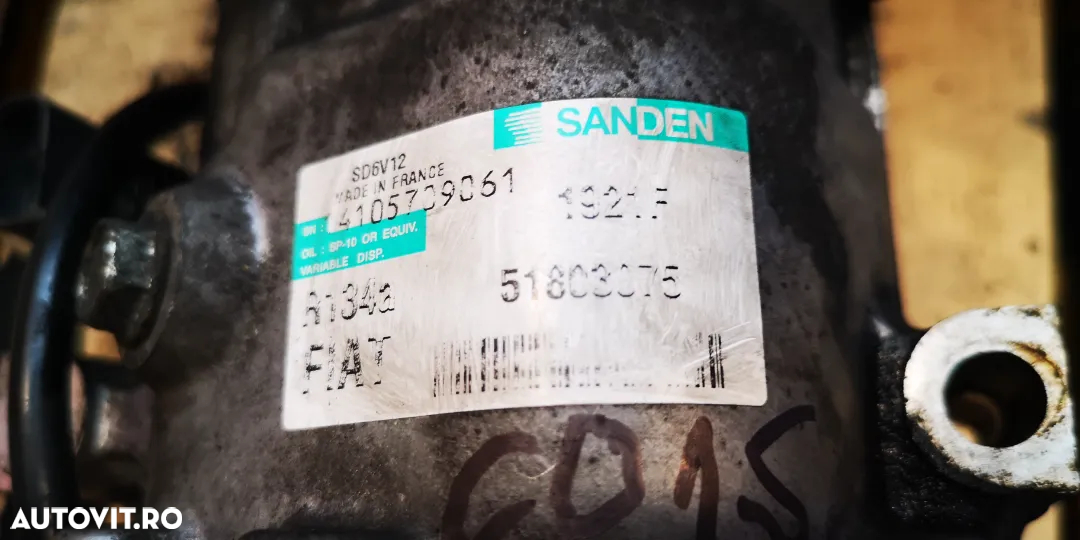 SANDEN
SD6V12
MADE IN FRANCE
SN :
4105709061
1921F
OIL : SP-10 OR EQUIV.
VARIABLE DISP.
51803075
R134a
FIAT
AUTOVIT.RO